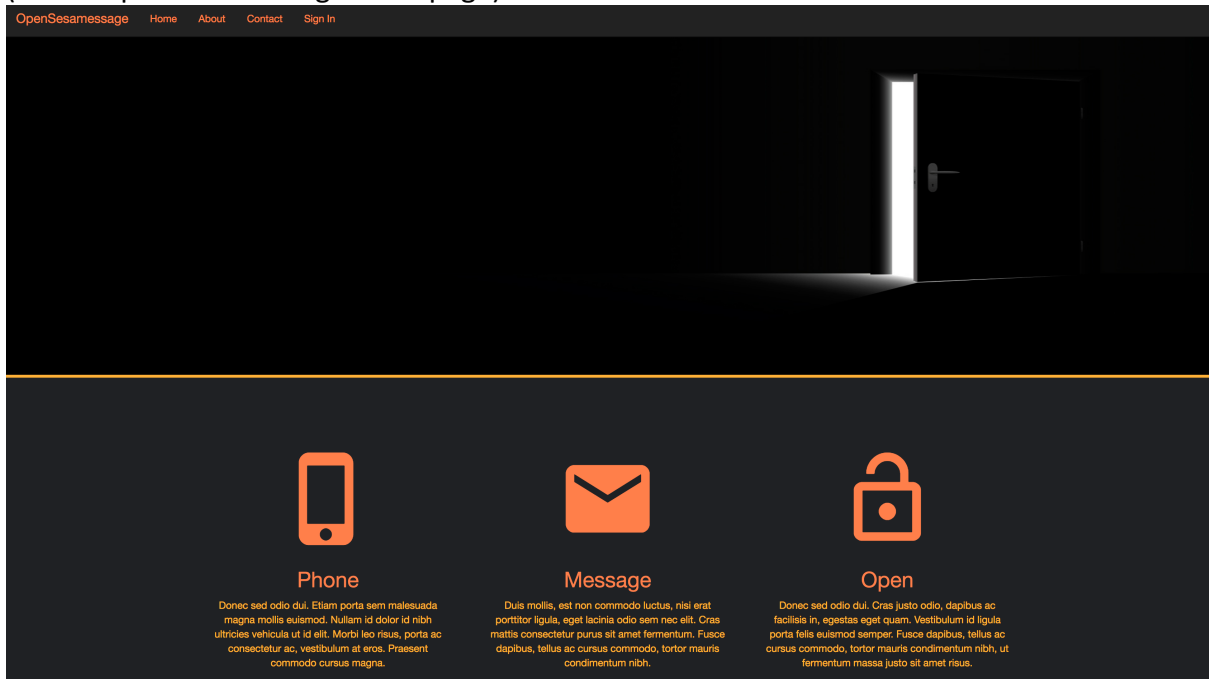 OpenSesamessage Home About Contact Sign In
Phone
Donec sed odio dui. Etiam porta sem malesuada
magna mollis euismod. Nullam id dolor id nibh
ultricies vehicula ut id elit. Morbi leo risus, porta ac
consectetur ac, vestibulum at eros. Praesent
commodo cursus magna.
Message
Duis mollis, est non commodo luctus, nisi erat
porttitor ligula, eget lacinia odio sem nec elit. Cras
mattis consectetur purus sit amet fermentum. Fusce
dapibus, tellus ac cursus commodo, tortor mauris
condimentum nibh.
Open
Donec sed odio dui. Cras justo odio, dapibus ac
facilisis in, egestas eget quam. Vestibulum id ligula
porta felis euismod semper. Fusce dapibus, tellus ac
cursus commodo, tortor mauris condimentum nibh, ut
fermentum massa justo sit amet risus.